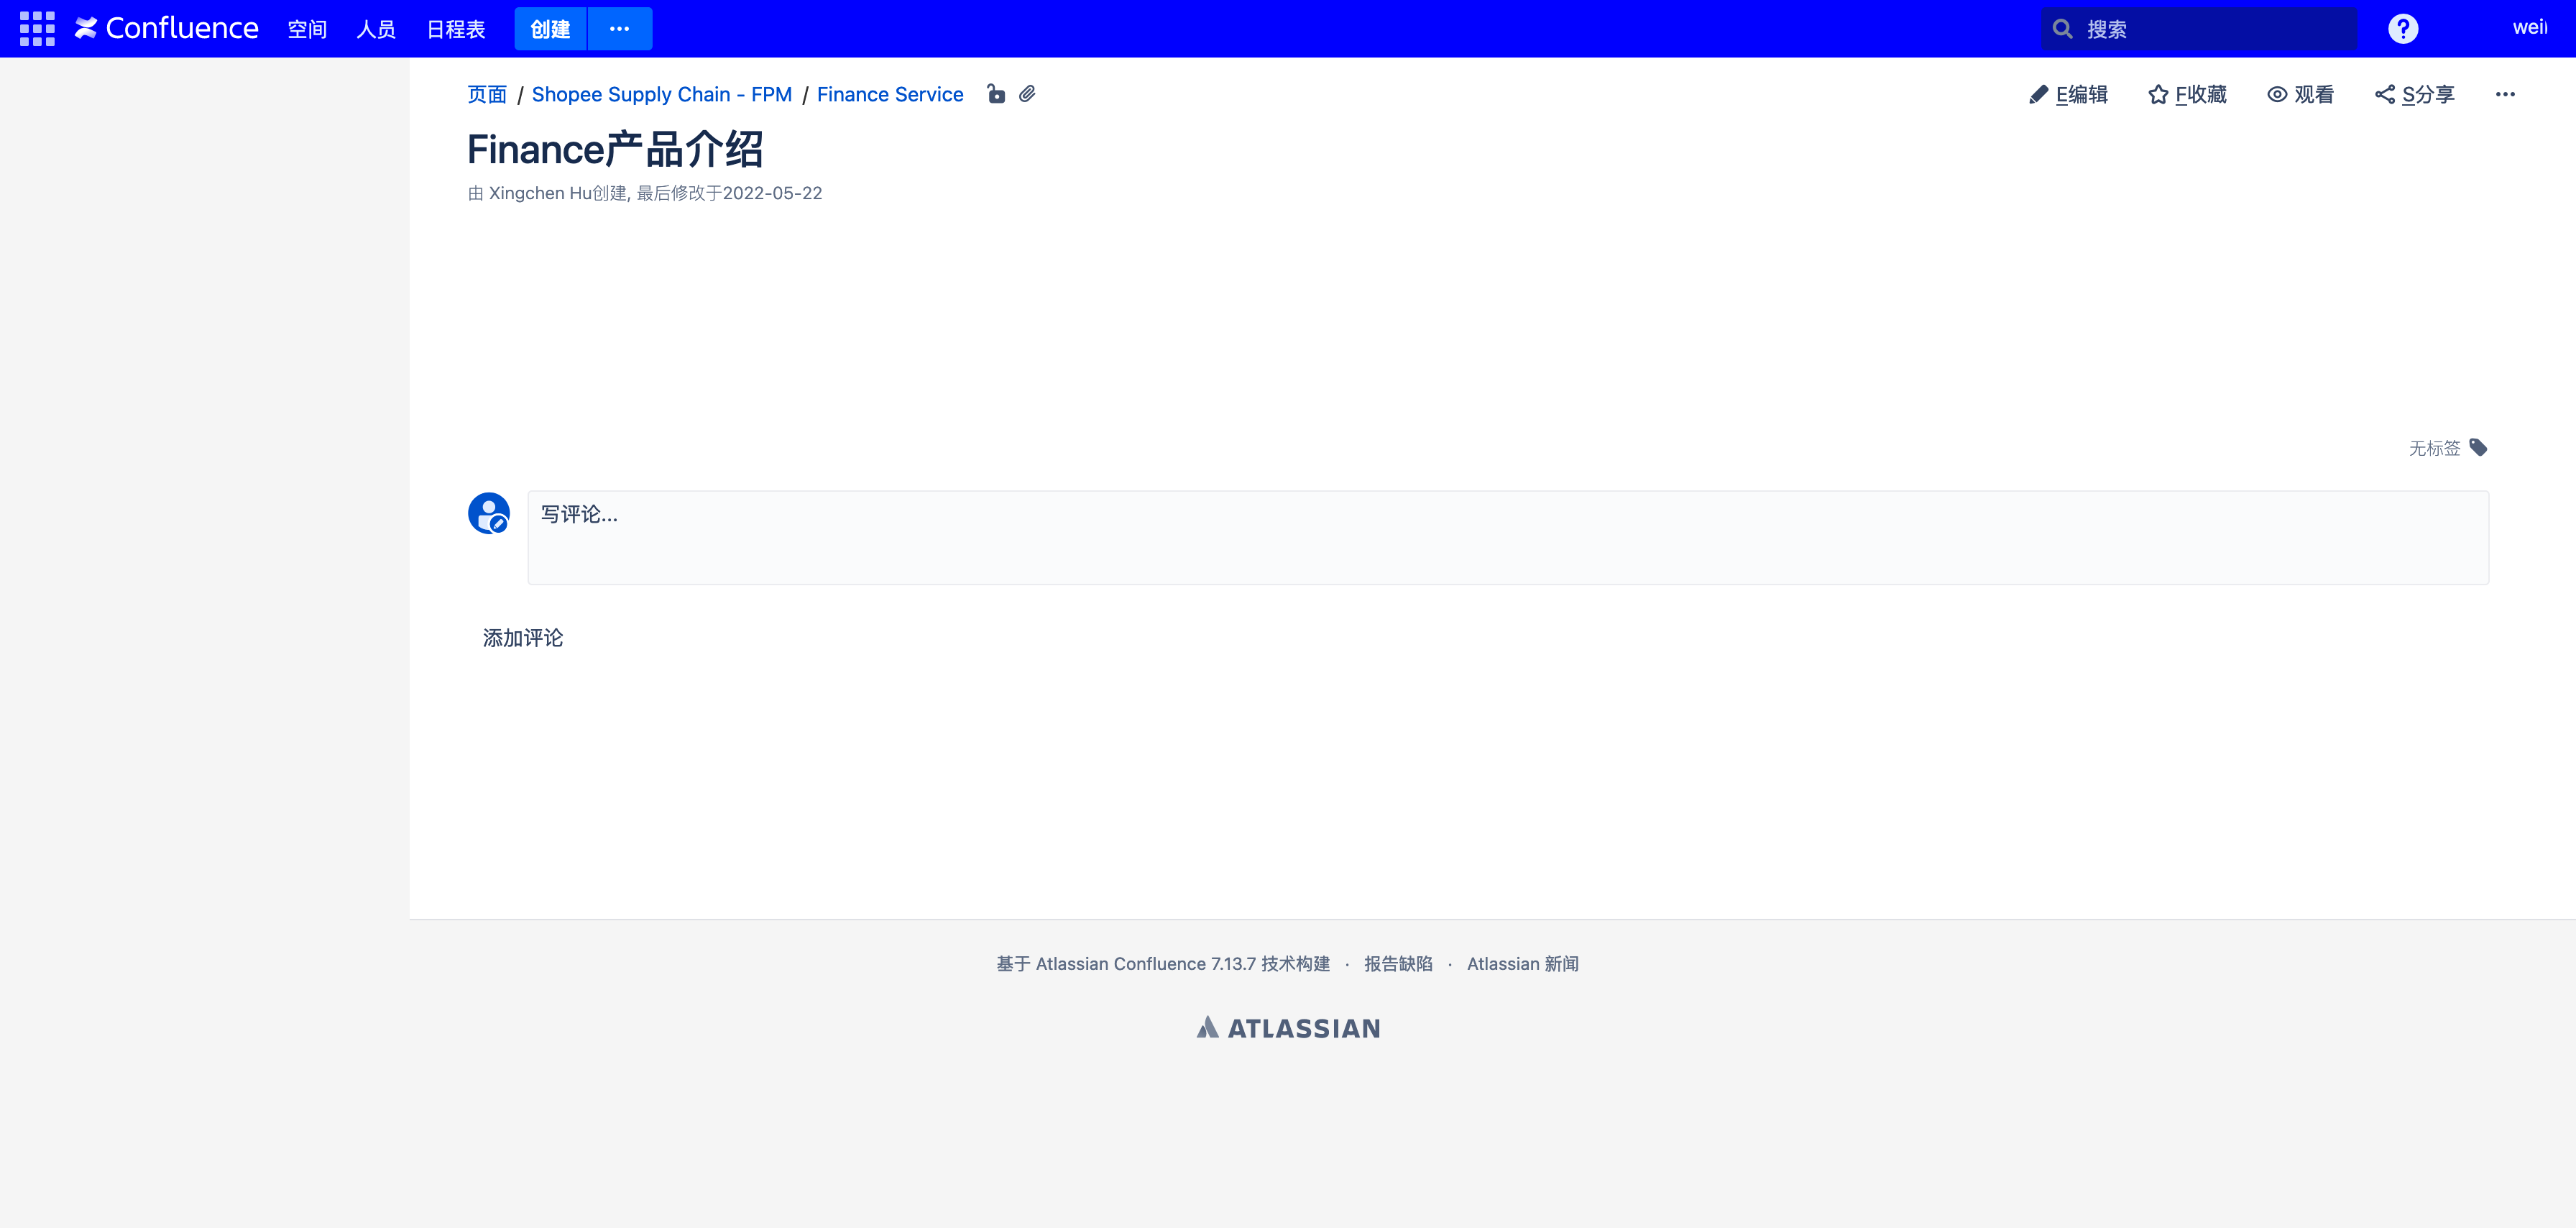 Confluence 空间 人员 日程表 创建 ··· 搜索 ?
页面 / Shopee Supply Chain - FPM / Finance Service E编辑 F收藏 观看 S分享 ···
Finance产品介绍
由 Xingchen Hu创建, 最后修改于2022-05-22
无标签
写评论...
添加评论
基于 Atlassian Confluence 7.13.7 技术构建 · 报告缺陷 · Atlassian 新闻
ATLASSIAN